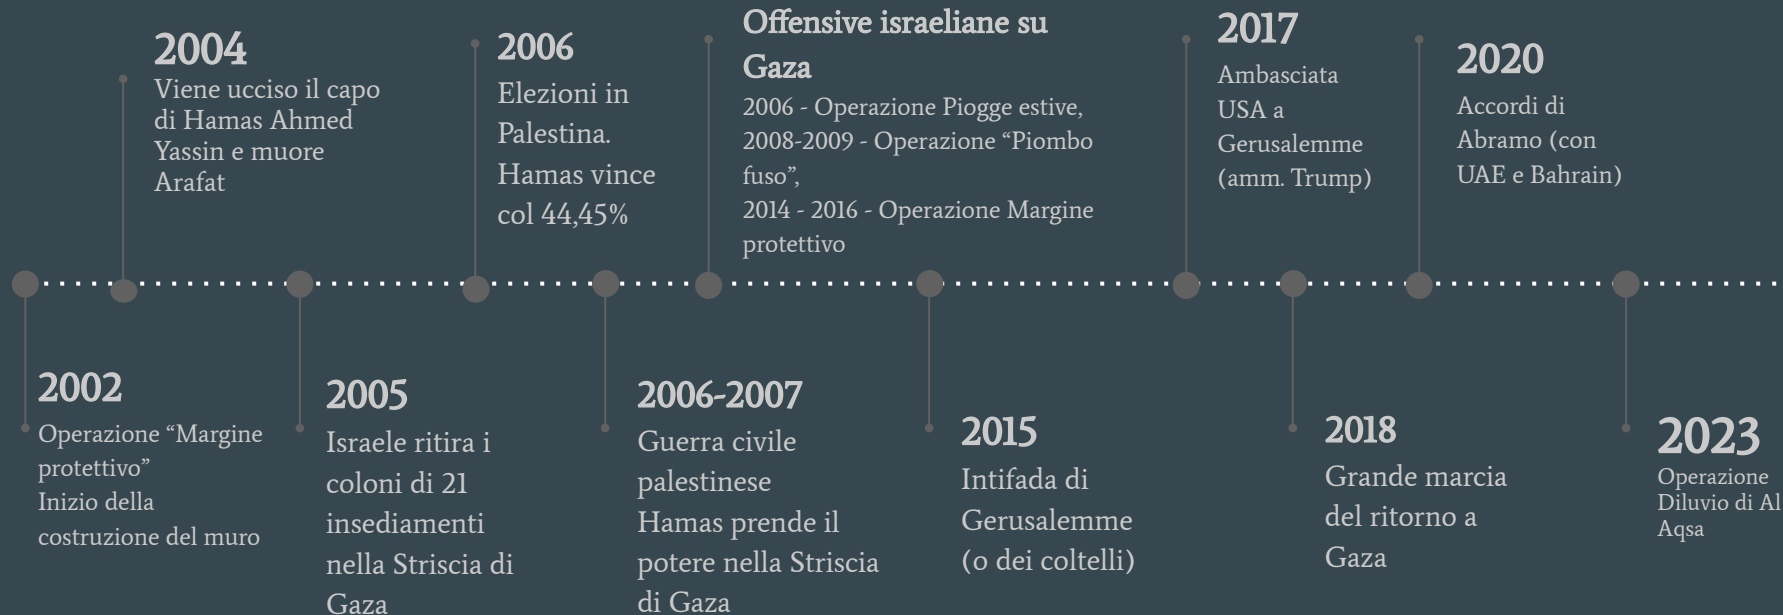 2004
Viene ucciso il capo
di Hamas Ahmed
Yassin e muore
Arafat
2006
Elezioni in
Palestina.
Hamas vince
col 44,45%
Offensive israeliane su
Gaza
2006 - Operazione Piogge estive,
2008-2009 - Operazione “Piombo
fuso”,
2014 - 2016 - Operazione Margine
protettivo
2017
Ambasciata
USA a
Gerusalemme
(amm. Trump)
2020
Accordi di
Abramo (con
UAE e Bahrain)
2002
Operazione “Margine
protettivo”
Inizio della
costruzione del muro
2005
Israele ritira i
coloni di 21
insediamenti
nella Striscia di
Gaza
2006-2007
Guerra civile
palestinese
Hamas prende il
potere nella Striscia
di Gaza
2015
Intifada di
Gerusalemme
(o dei coltelli)
2018
Grande marcia
del ritorno a
Gaza
2023
Operazione
Diluvio di Al
Aqsa